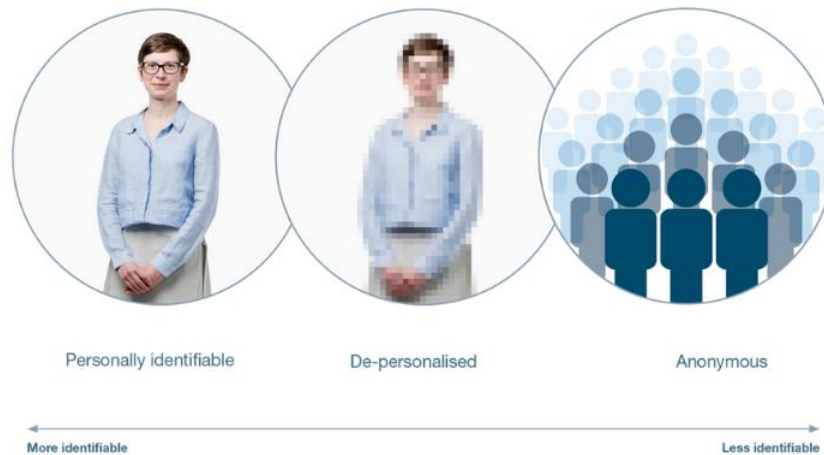 Personally identifiable
De-personalised
Anonymous
More identifiable
Less identifiable